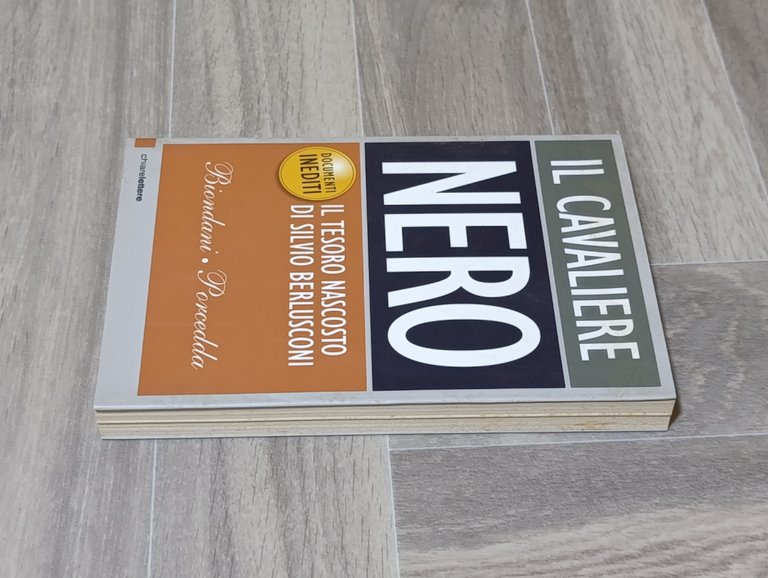 IL CAVALIERE
NERO
DOCUMENTI
INEDITI
IL TESORO NASCOSTO
DI SILVIO BERLUSCONI
Biondani • Porcedda
chiarelettere